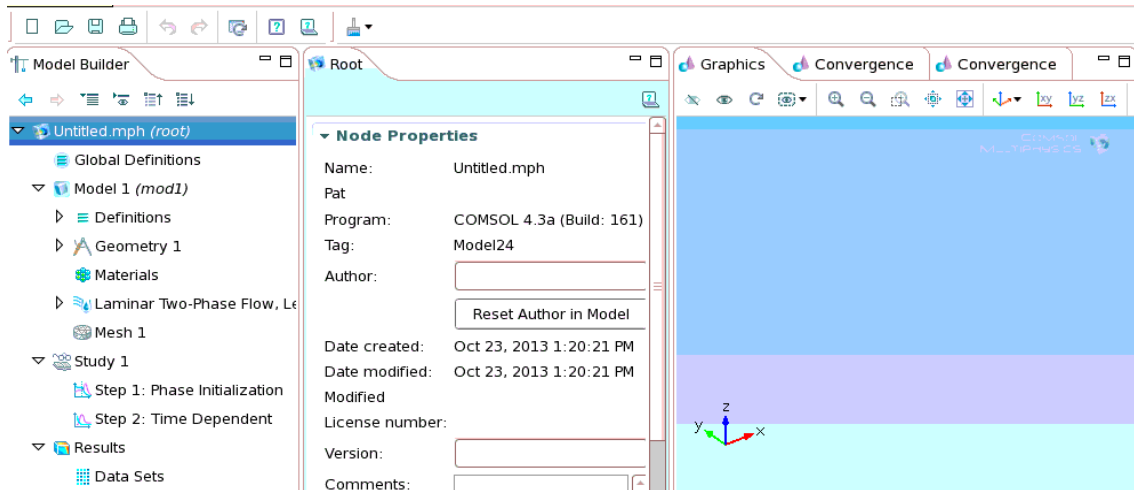 Model Builder
Untitled.mph (root)
Global Definitions
Model 1 (mod1)
Definitions
Geometry 1
Materials
Laminar Two-Phase Flow, Le
Mesh 1
Study 1
Step 1: Phase Initialization
Step 2: Time Dependent
Results
Data Sets
Root
Node Properties
Name: Untitled.mph
Pat
Program: COMSOL 4.3a (Build: 161)
Tag: Model24
Author:
Reset Author in Model
Date created: Oct 23, 2013 1:20:21 PM
Date modified: Oct 23, 2013 1:20:21 PM
Modified
License number:
Version:
Comments:
Graphics Convergence Convergence
xy yz zx
COMSOL
MULTIPHYSICS
z
y x